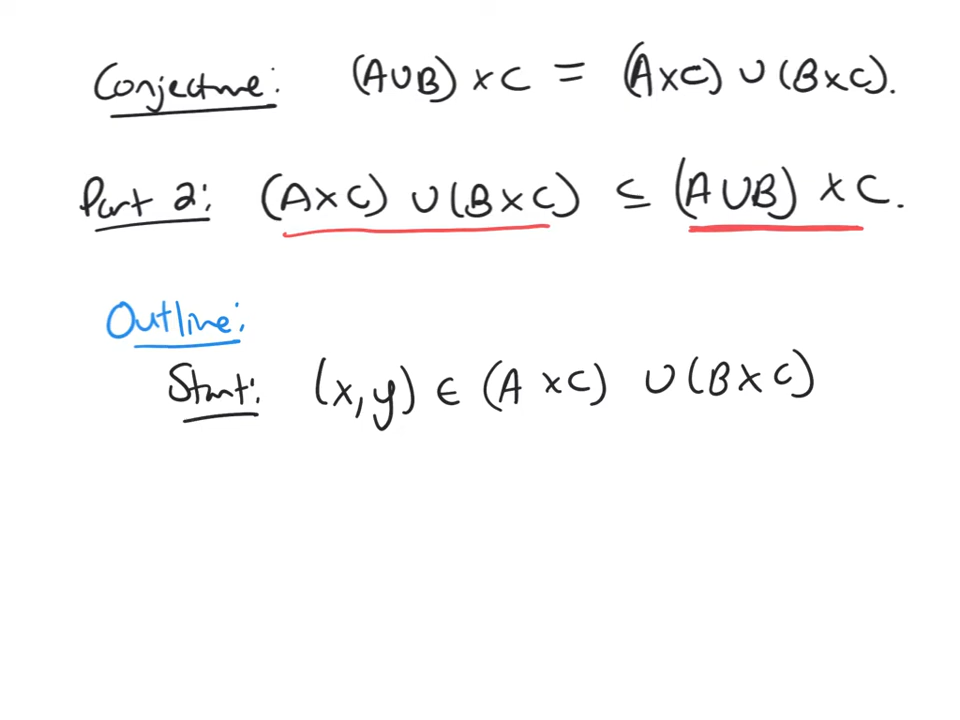 Conjecture: (A∪B) × C = (A×C) ∪ (B×C).
Part 2: (A×C) ∪ (B×C) ⊆ (A∪B) × C.
Outline:
Start: (x,y) ∈ (A×C) ∪ (B×C)